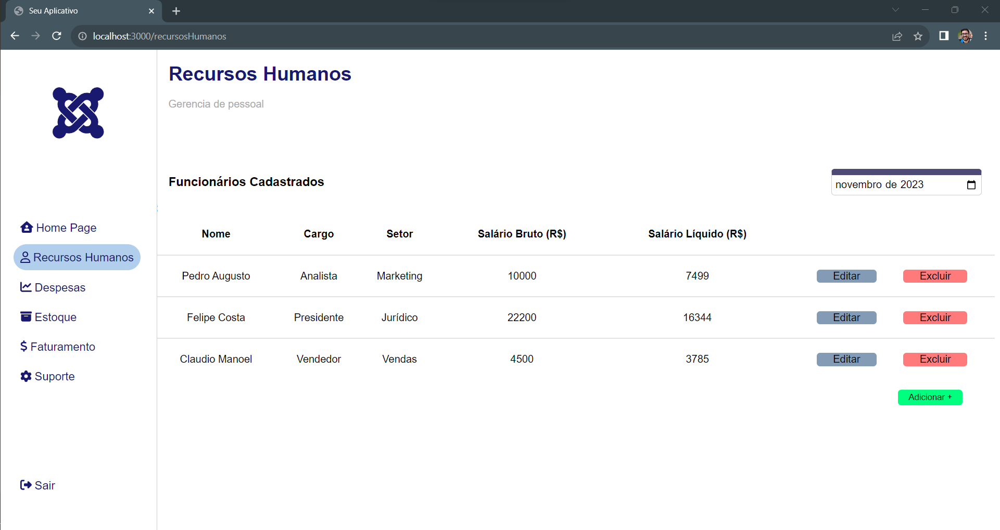 Seu Aplicativo
localhost:3000/recursosHumanos
Recursos Humanos
Gerencia de pessoal
Funcionários Cadastrados
novembro de 2023
Home Page
Recursos Humanos
Despesas
Estoque
Faturamento
Suporte
Sair
Nome Cargo Setor Salário Bruto (R$) Salário Líquido (R$)
Pedro Augusto Analista Marketing 10000 7499 Editar Excluir
Felipe Costa Presidente Jurídico 22200 16344 Editar Excluir
Claudio Manoel Vendedor Vendas 4500 3785 Editar Excluir
Adicionar +